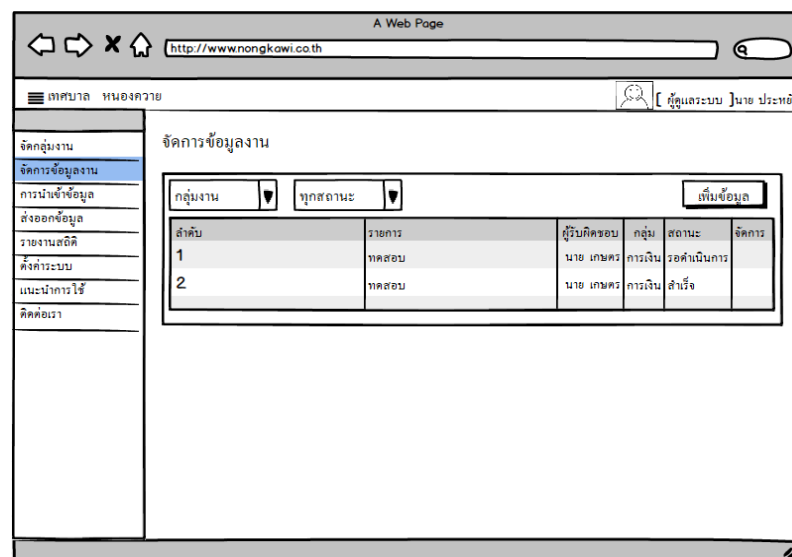 A Web Page
http://www.nongkawi.co.th
เทศบาล หนองควาย
[ ผู้ดูแลระบบ ]นาย ประหยั
จัดกลุ่มงาน
จัดการข้อมูลงาน
การนำเข้าข้อมูล
ส่งออกข้อมูล
รายงานสถิติ
ตั้งค่าระบบ
แนะนำการใช้
ติดต่อเรา
จัดการข้อมูลงาน
กลุ่มงาน ทุกสถานะ เพิ่มข้อมูล
ลำดับ รายการ ผู้รับผิดชอบ กลุ่ม สถานะ จัดการ
1 ทดสอบ นาย เกษตร การเงิน รอดำเนินการ
2 ทดสอบ นาย เกษตร การเงิน สำเร็จ